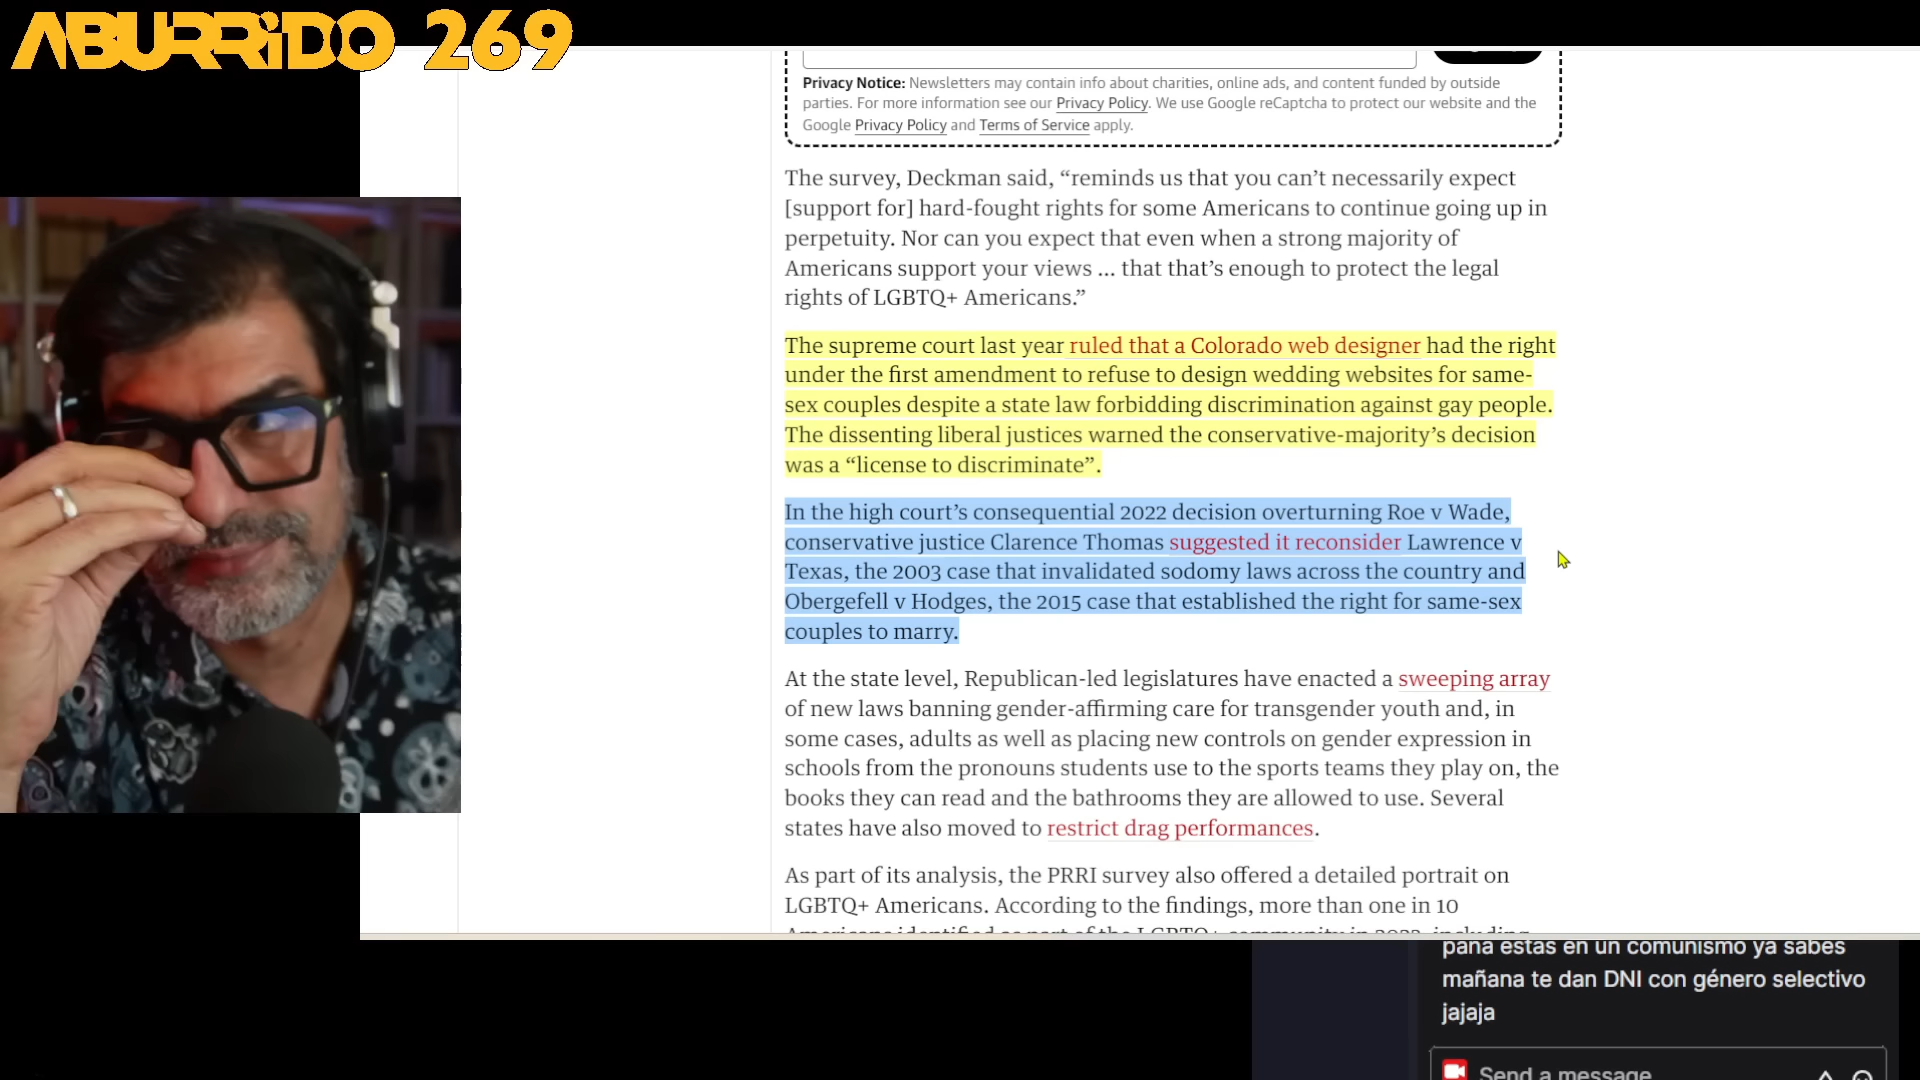 ABURRiDO 269
Privacy Notice: Newsletters may contain info about charities, online ads, and content funded by outside
parties. For more information see our Privacy Policy. We use Google reCaptcha to protect our website and the
Google Privacy Policy and Terms of Service apply.
The survey, Deckman said, “reminds us that you can’t necessarily expect
[support for] hard-fought rights for some Americans to continue going up in
perpetuity. Nor can you expect that even when a strong majority of
Americans support your views ... that that’s enough to protect the legal
rights of LGBTQ+ Americans.”
The supreme court last year ruled that a Colorado web designer had the right
under the first amendment to refuse to design wedding websites for same-
sex couples despite a state law forbidding discrimination against gay people.
The dissenting liberal justices warned the conservative-majority’s decision
was a “license to discriminate”.
In the high court’s consequential 2022 decision overturning Roe v Wade,
conservative justice Clarence Thomas suggested it reconsider Lawrence v
Texas, the 2003 case that invalidated sodomy laws across the country and
Obergefell v Hodges, the 2015 case that established the right for same-sex
couples to marry.
At the state level, Republican-led legislatures have enacted a sweeping array
of new laws banning gender-affirming care for transgender youth and, in
some cases, adults as well as placing new controls on gender expression in
schools from the pronouns students use to the sports teams they play on, the
books they can read and the bathrooms they are allowed to use. Several
states have also moved to restrict drag performances.
As part of its analysis, the PRRI survey also offered a detailed portrait on
LGBTQ+ Americans. According to the findings, more than one in 10
Americans identified as part of the LGBTQ+ community in 2023, including
pana estas en un comunismo ya sabes
mañana te dan DNI con género selectivo
jajaja
Send a message